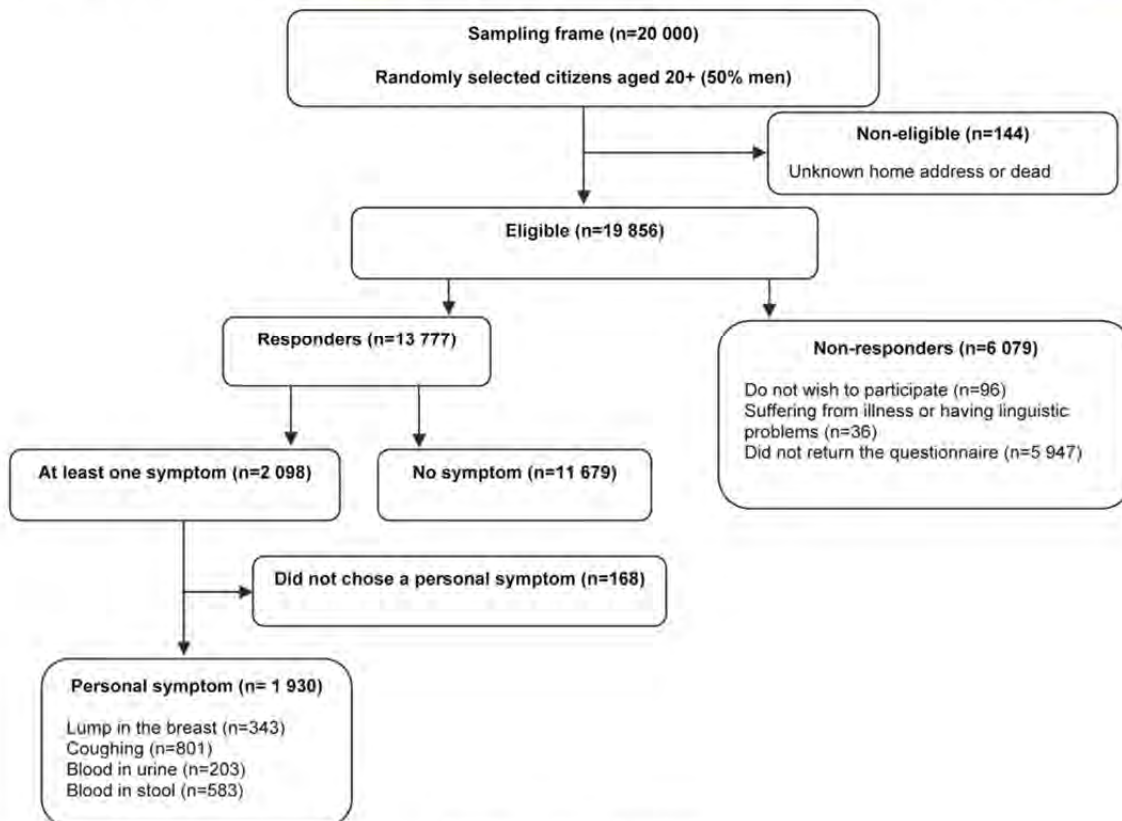 Sampling frame (n=20 000)
Randomly selected citizens aged 20+ (50% men)
Non-eligible (n=144)
Unknown home address or dead
Eligible (n=19 856)
Responders (n=13 777)
Non-responders (n=6 079)
Do not wish to participate (n=96)
Suffering from illness or having linguistic
problems (n=36)
Did not return the questionnaire (n=5 947)
At least one symptom (n=2 098)
No symptom (n=11 679)
Did not chose a personal symptom (n=168)
Personal symptom (n= 1 930)
Lump in the breast (n=343)
Coughing (n=801)
Blood in urine (n=203)
Blood in stool (n=583)